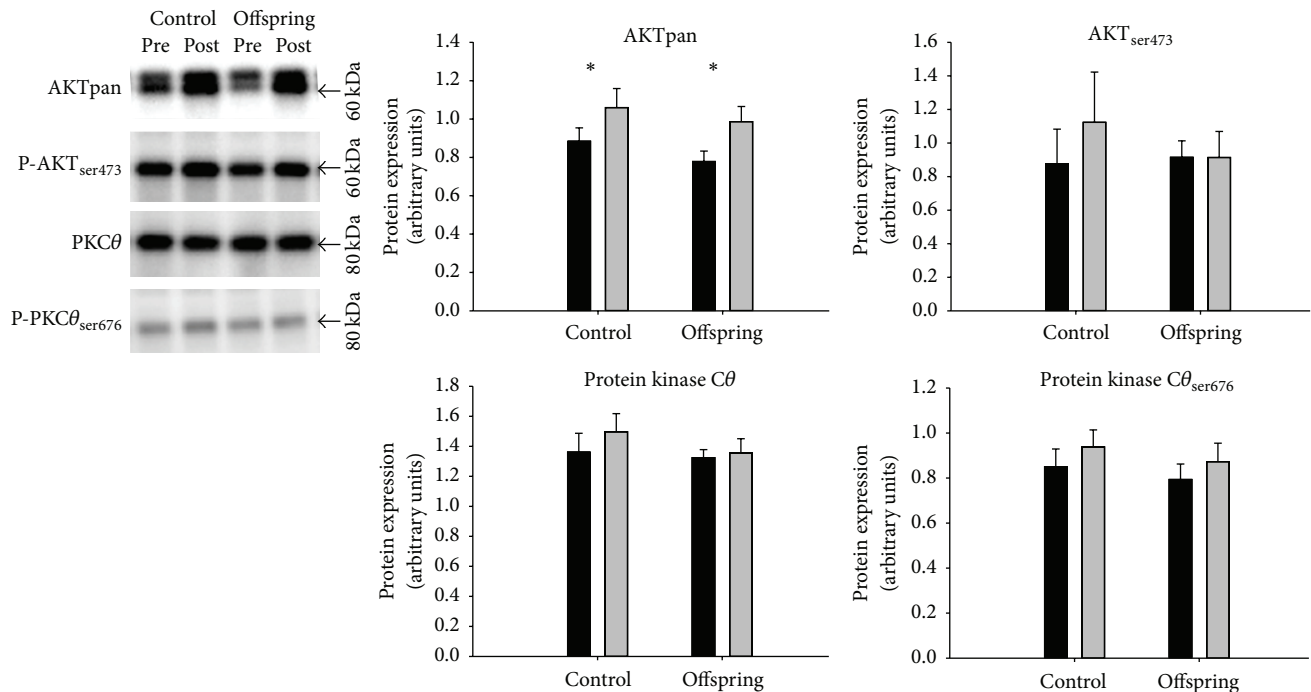 Control Offspring
Pre Post Pre Post
AKTpan
60 kDa
P-AKTser473
60 kDa
PKCθ
80 kDa
P-PKCθser676
80 kDa
AKTpan
Protein expression
(arbitrary units)
1.4
1.2
1.0
0.8
0.6
0.4
0.2
0.0
*
*
Control Offspring
AKTser473
Protein expression
(arbitrary units)
1.6
1.4
1.2
1.0
0.8
0.6
0.4
0.2
0.0
Control Offspring
Protein kinase Cθ
Protein expression
(arbitrary units)
1.8
1.6
1.4
1.2
1.0
0.8
0.6
0.4
0.2
0.0
Control Offspring
Protein kinase Cθser676
Protein expression
(arbitrary units)
1.2
1.0
0.8
0.6
0.4
0.2
0.0
Control Offspring